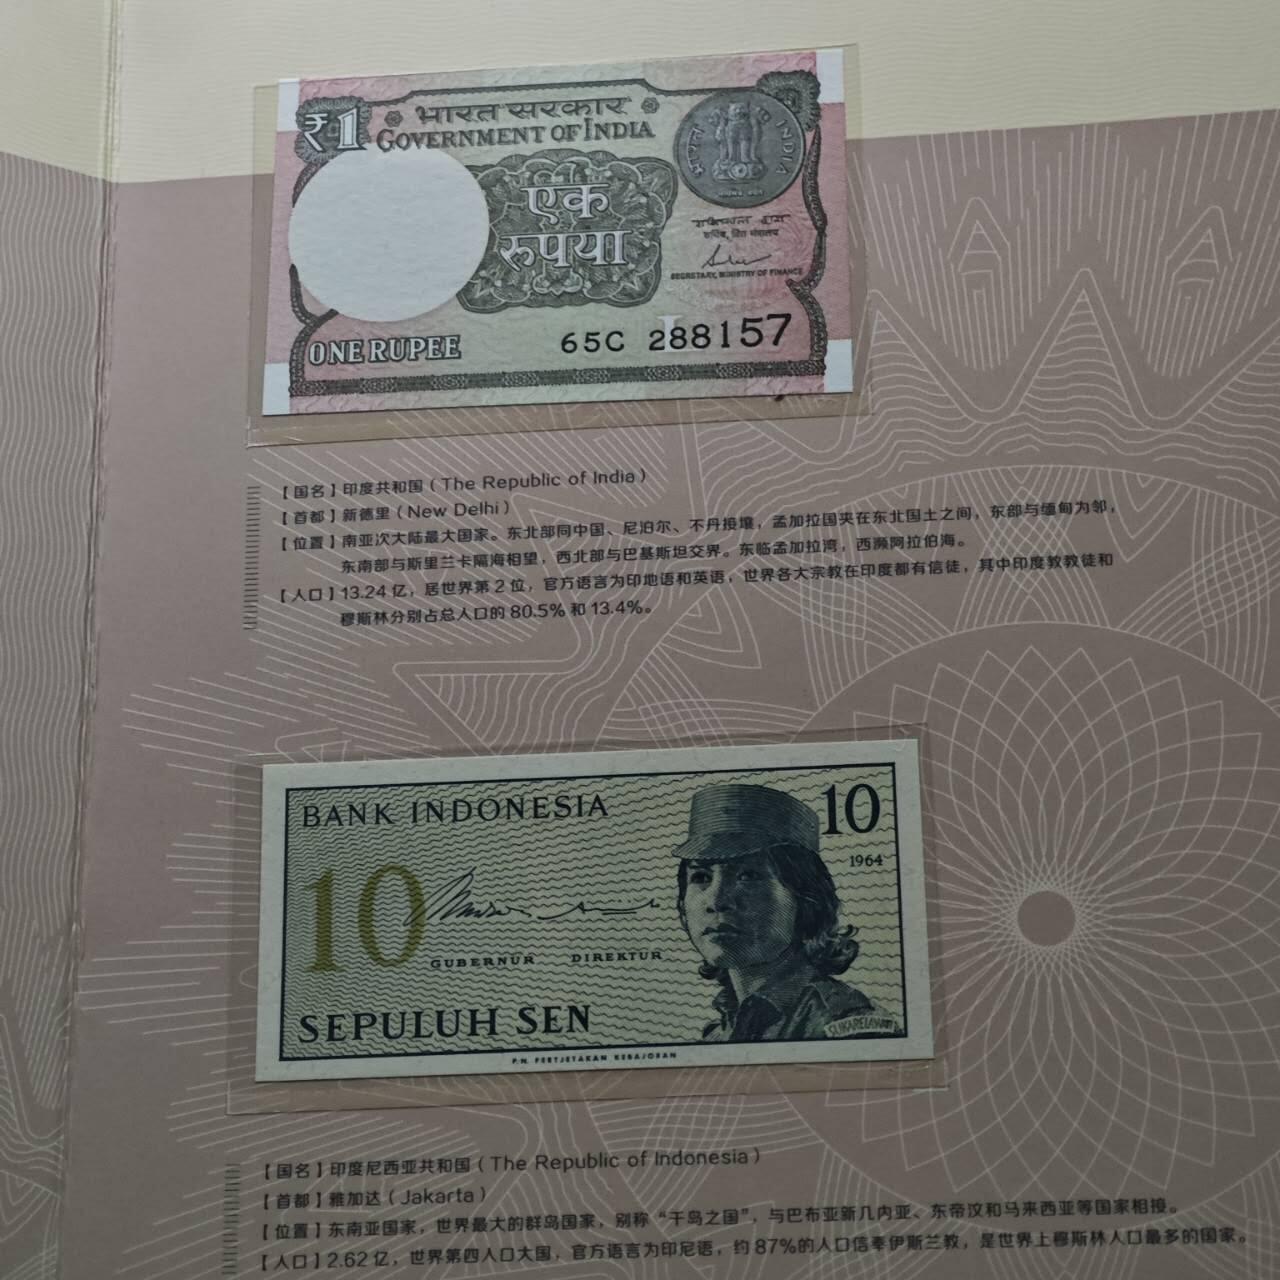 ₹1 भारत सरकार
GOVERNMENT OF INDIA
INDIA
एक
रुपया
SECRETARY, MINISTRY OF FINANCE
ONE RUPEE 65C 288157
【国名】印度共和国（The Republic of India）
【首都】新德里（New Delhi）
【位置】南亚次大陆最大国家。东北部同中国、尼泊尔、不丹接壤，孟加拉国夹在东北国土之间，东部与缅甸为邻，
东南部与斯里兰卡隔海相望，西北部与巴基斯坦交界。东临孟加拉湾，西濒阿拉伯海。
【人口】13.24 亿，居世界第 2 位，官方语言为印地语和英语，世界各大宗教在印度都有信徒，其中印度教教徒和
穆斯林分别占总人口的 80.5% 和 13.4%。
BANK INDONESIA 10
1964
10
GUBERNUR DIREKTUR
SEPULUH SEN
SUKARELAWATI
P.N. PERTJETAKAN KEBAJORAN
【国名】印度尼西亚共和国（The Republic of Indonesia）
【首都】雅加达（Jakarta）
【位置】东南亚国家，世界最大的群岛国家，别称“千岛之国”，与巴布亚新几内亚、东帝汶和马来西亚等国家相接。
【人口】2.62 亿，世界第四人口大国，官方语言为印尼语，约 87%的人口信奉伊斯兰教，是世界上穆斯林人口最多的国家。